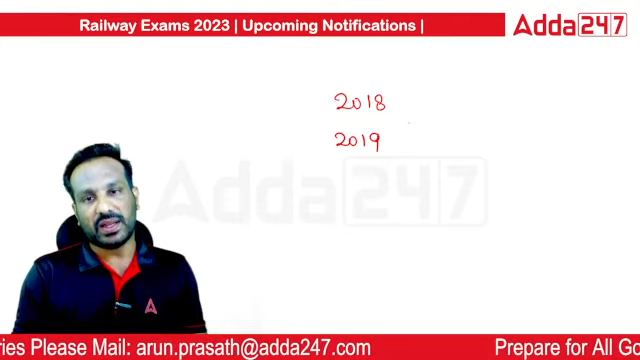 Railway Exams 2023 | Upcoming Notifications |
Adda247
2018
2019
Adda247
ries Please Mail: arun.prasath@adda247.com
Prepare for All Go